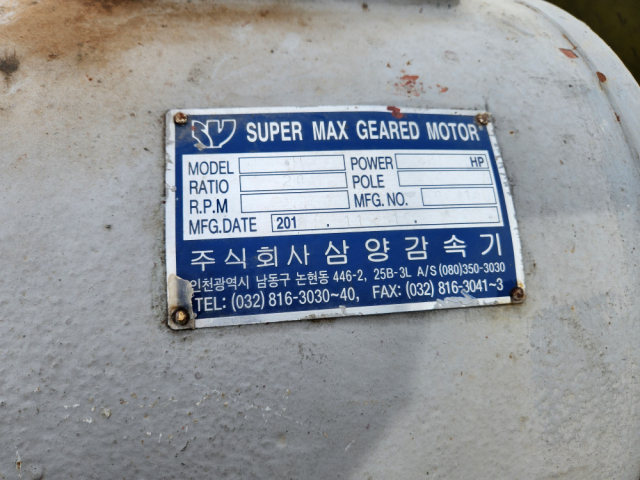 SY SUPER MAX GEARED MOTOR
MODEL POWER HP
RATIO POLE
R.P.M MFG.NO.
MFG.DATE 201
주식회사 삼양감속기
인천광역시 남동구 논현동 446-2, 25B-3L A/S (080)350-3030
TEL: (032) 816-3030~40, FAX: (032) 816-3041~3